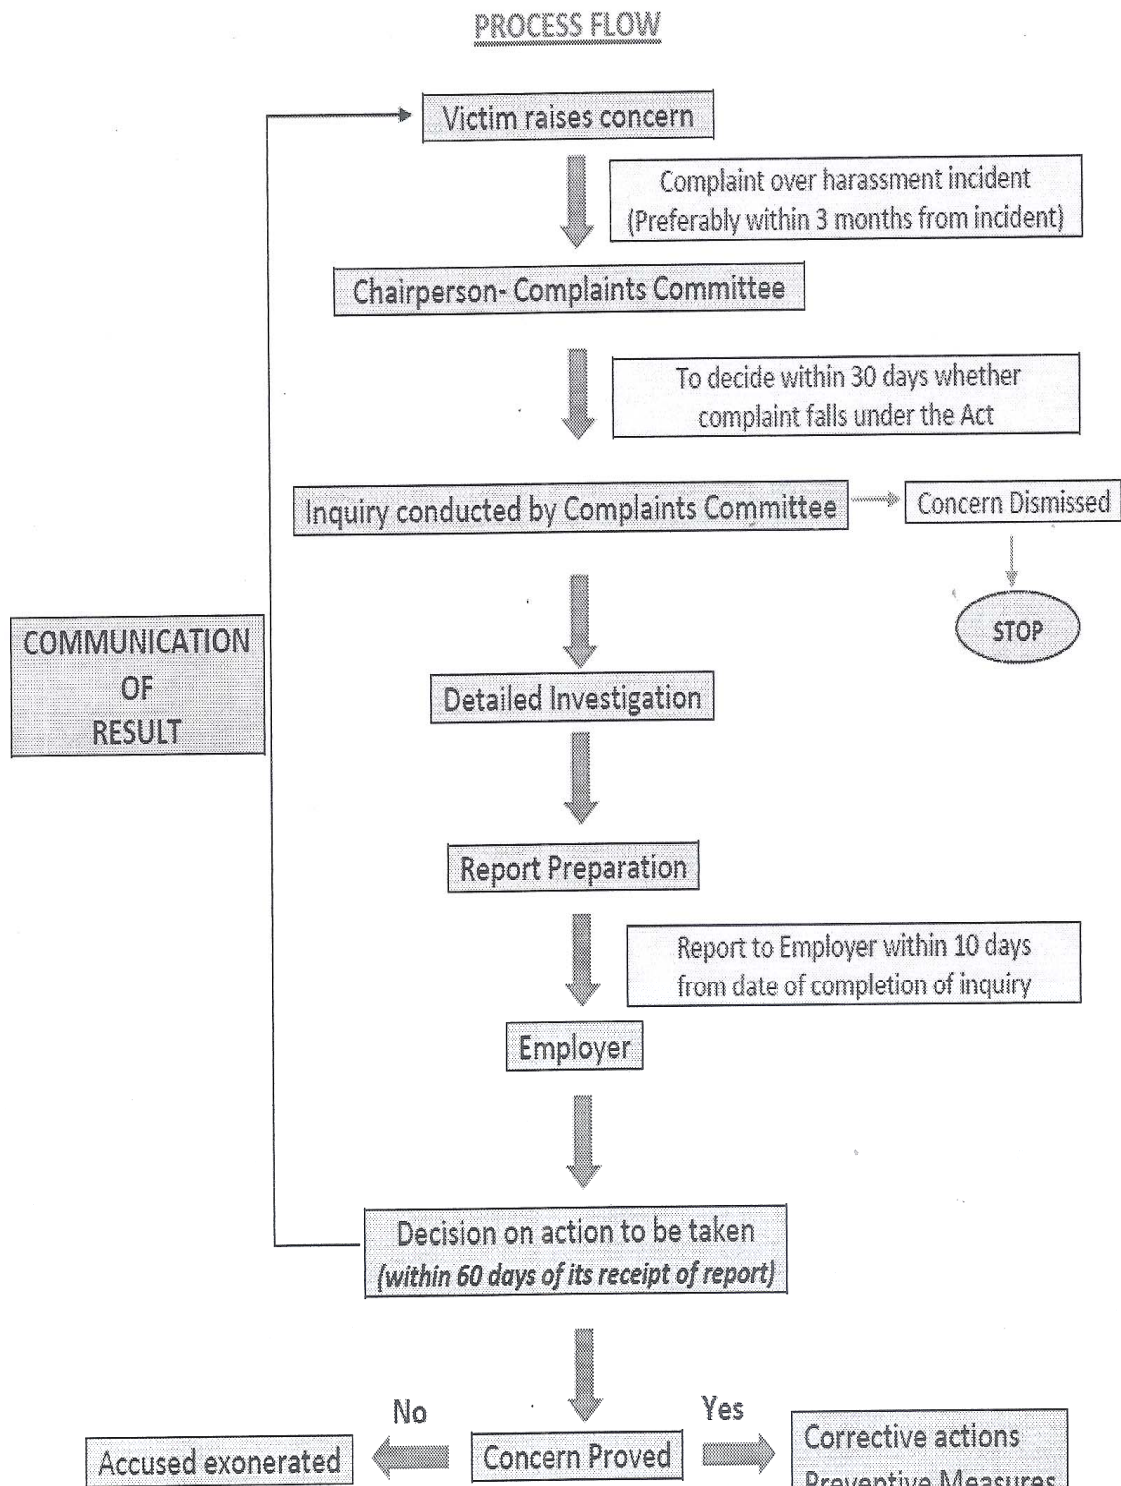 PROCESS FLOW
Victim raises concern
Complaint over harassment incident
(Preferably within 3 months from incident)
Chairperson- Complaints Committee
To decide within 30 days whether
complaint falls under the Act
Inquiry conducted by Complaints Committee
Concern Dismissed
STOP
COMMUNICATION
OF
RESULT
Detailed Investigation
Report Preparation
Report to Employer within 10 days
from date of completion of inquiry
Employer
Decision on action to be taken
(within 60 days of its receipt of report)
No
Yes
Accused exonerated
Concern Proved
Corrective actions
Preventive Measures